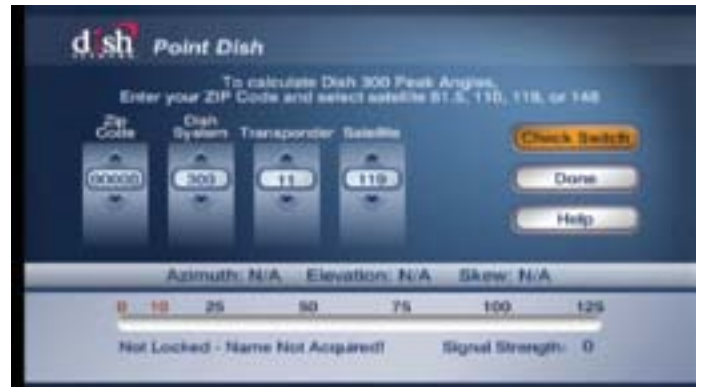 dish
NETWORK
Point Dish
To calculate Dish 300 Peak Angles,
Enter your ZIP Code and select satellite 61.5, 110, 119, or 148
Zip Code
Dish System
Transponder
Satellite
00000
300
11
119
Check Switch
Done
Help
Azimuth: N/A Elevation: N/A Skew: N/A
0 10 25 50 75 100 125
Not Locked - Name Not Acquired! Signal Strength: 0